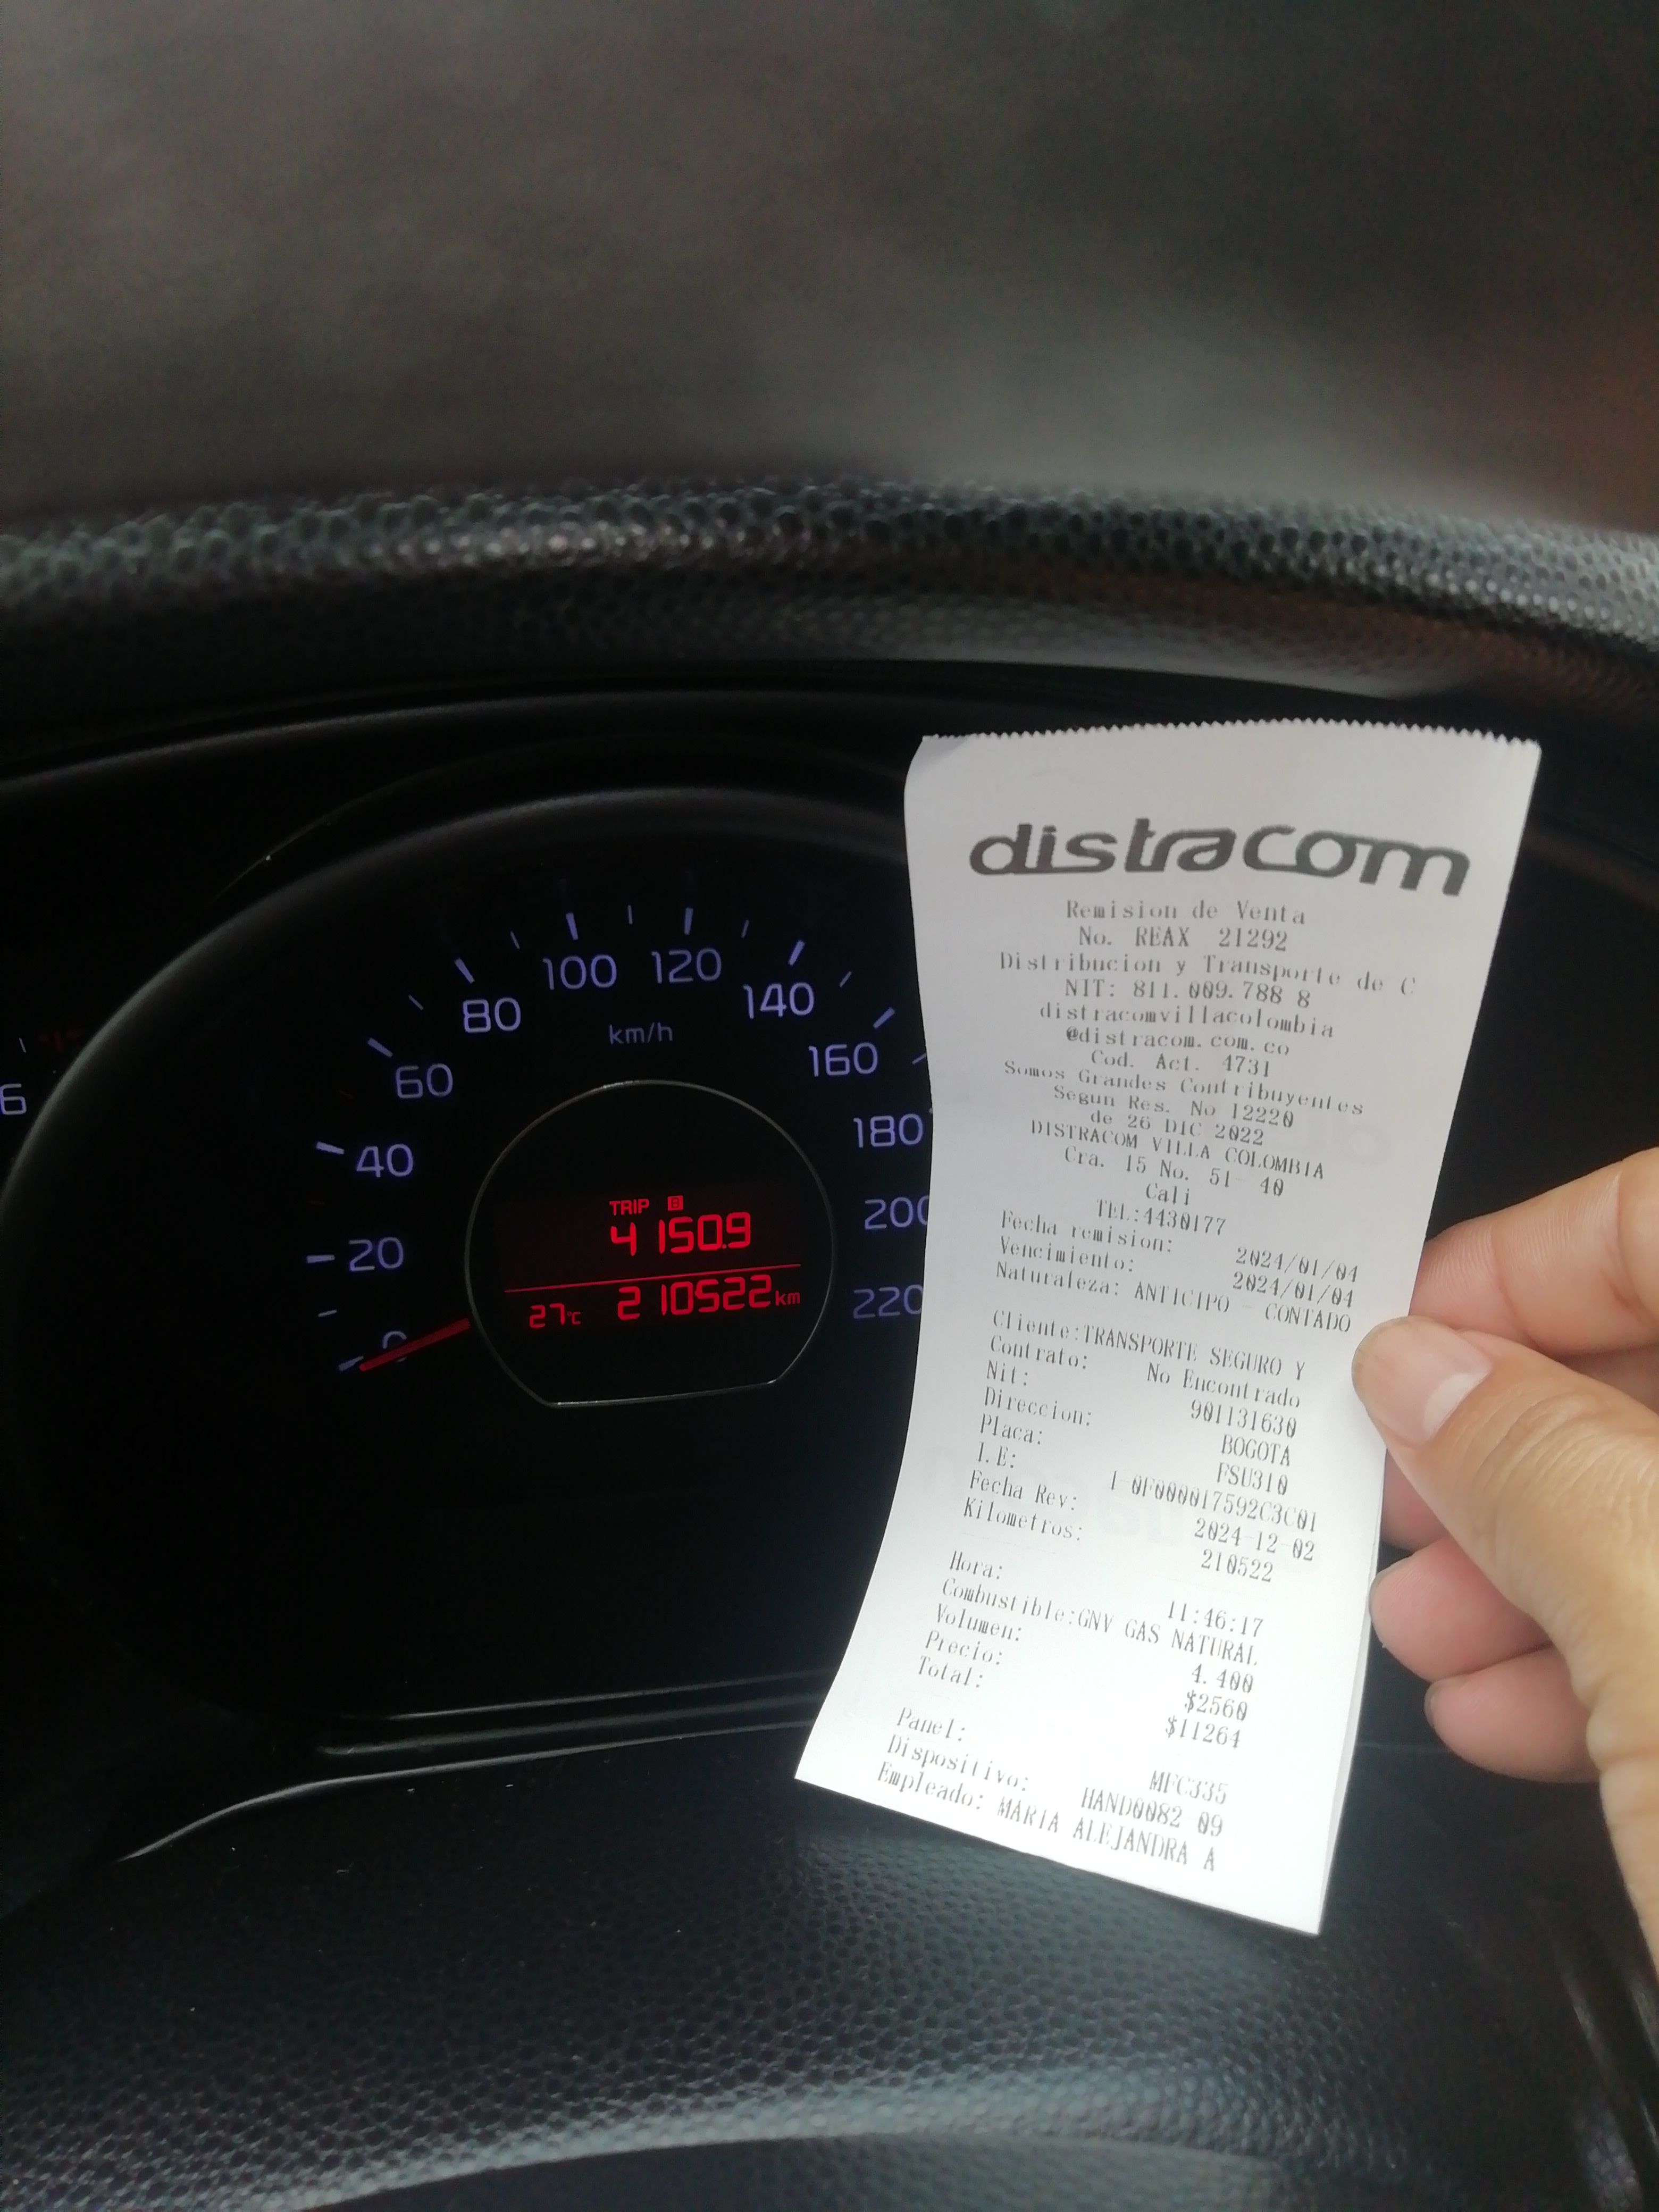 6
0
20
40
60
80
100
120
140
160
180
200
220
km/h
TRIP B
4150.9
27°C 210522 km
distracom
Remision de Venta
No. REAX 21292
Distribucion y Transporte de C
NIT: 811.009.788 8
distracomvillacolombia
@distracom.com.co
Cod. Act. 4731
Somos Grandes Contribuyentes
Segun Res. No 12220
de 26 DIC 2022
DISTRACOM VILLA COLOMBIA
Cra. 15 No. 51- 40
Cali
TEL:4430177
Fecha remision: 2024/01/04
Vencimiento: 2024/01/04
Naturaleza: ANTICIPO - CONTADO
Cliente:TRANSPORTE SEGURO Y
Contrato: No Encontrado
Nit: 901131630
Direccion: BOGOTA
Placa: FSU310
I.E: 1-0F000017592C3C01
Fecha Rev: 2024-12-02
Kilometros: 210522
Hora: 11:46:17
Combustible:GNV GAS NATURAL
Volumen: 4.400
Precio: $2560
Total: $11264
Panel: MFC335
Dispositivo: HAND0082 09
Empleado: MARIA ALEJANDRA A